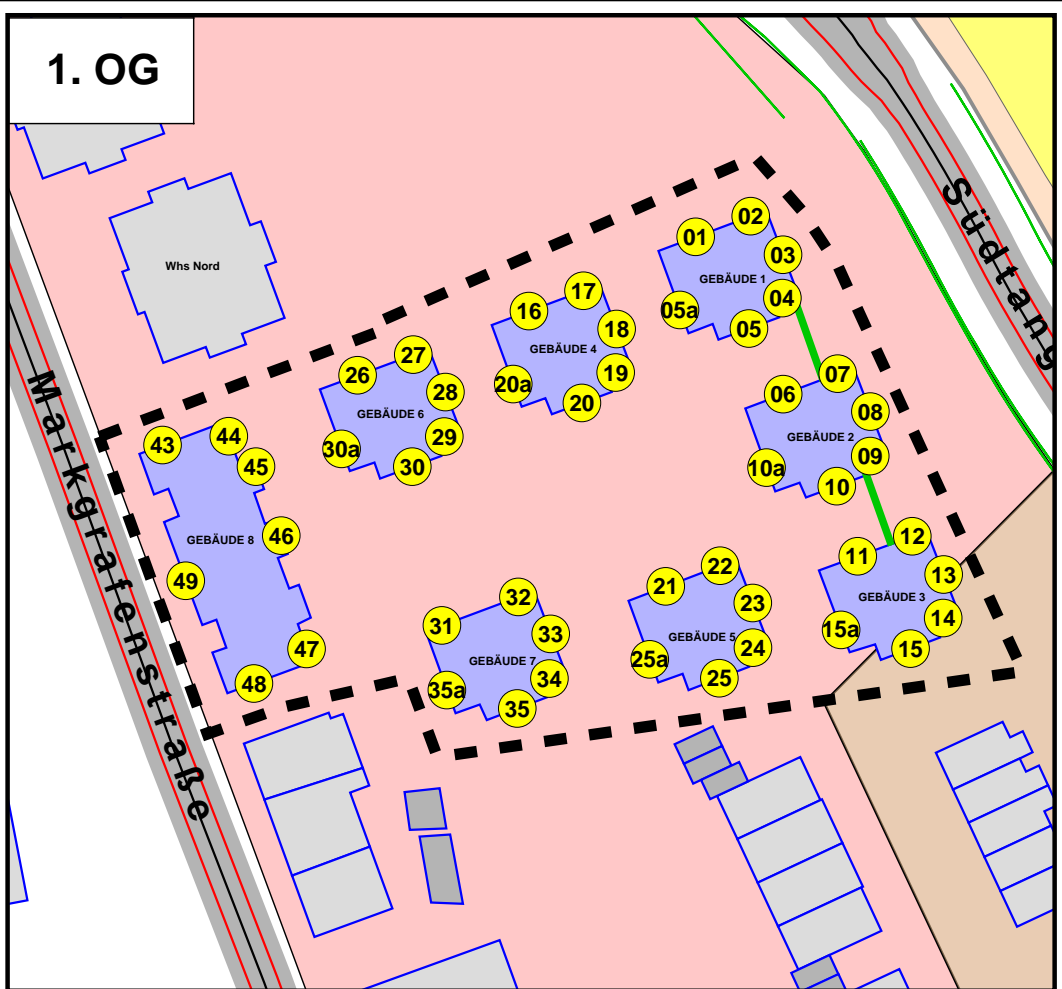 1. OG
Whs Nord
Südtang
Markgrafenstraße
01
02
03
GEBÄUDE 1
04
05a
05
16
17
18
GEBÄUDE 4
19
20a
20
26
27
28
GEBÄUDE 6
29
30a
30
06
07
08
GEBÄUDE 2
09
10a
10
43
44
45
46
GEBÄUDE 8
49
47
48
11
12
13
GEBÄUDE 3
14
15a
15
21
22
23
GEBÄUDE 5
24
25a
25
31
32
33
GEBÄUDE 7
34
35a
35